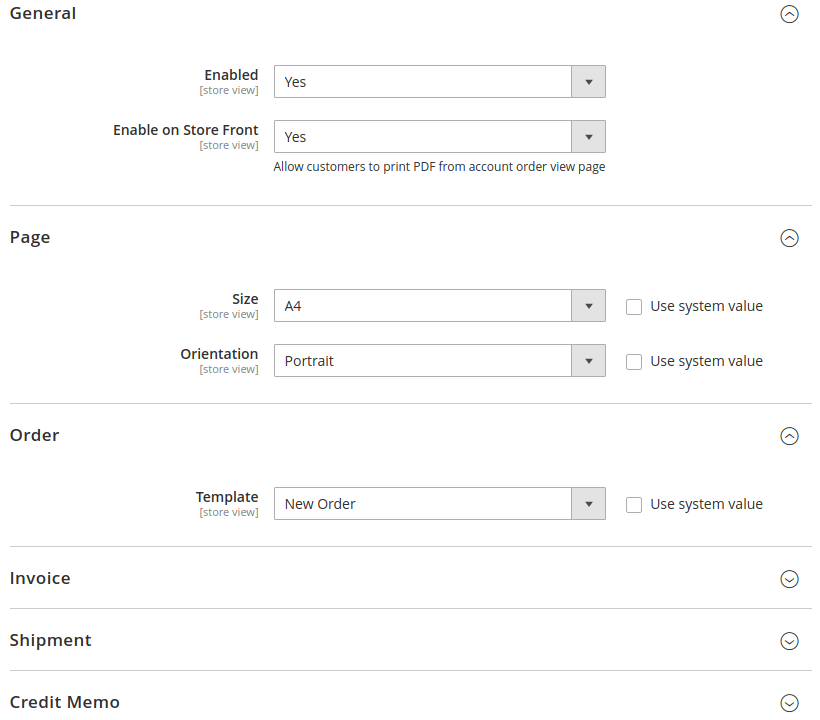 General
Enabled
[store view]
Yes
Enable on Store Front
[store view]
Yes
Allow customers to print PDF from account order view page
Page
Size
[store view]
A4
Use system value
Orientation
[store view]
Portrait
Use system value
Order
Template
[store view]
New Order
Use system value
Invoice
Shipment
Credit Memo